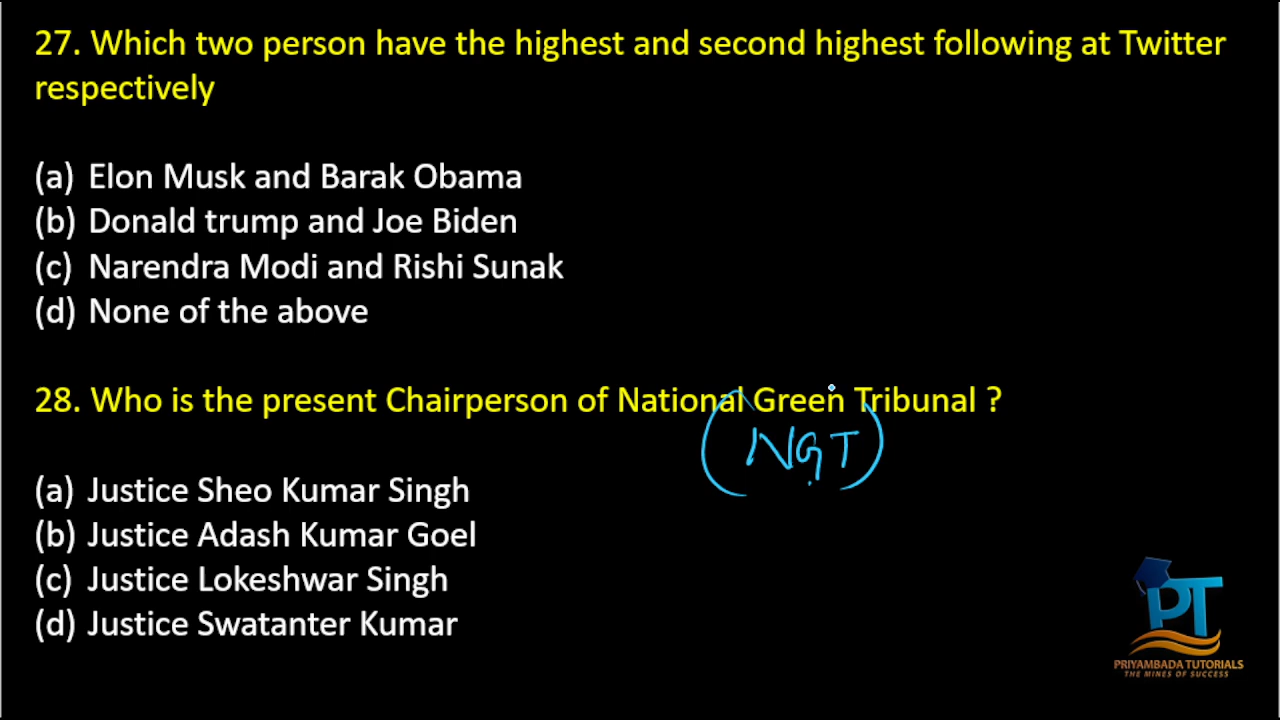 27. Which two person have the highest and second highest following at Twitter
respectively
(a) Elon Musk and Barak Obama
(b) Donald trump and Joe Biden
(c) Narendra Modi and Rishi Sunak
(d) None of the above
28. Who is the present Chairperson of National Green Tribunal ?
(NGT)
(a) Justice Sheo Kumar Singh
(b) Justice Adash Kumar Goel
(c) Justice Lokeshwar Singh
(d) Justice Swatanter Kumar
PT
PRIYAMBADA TUTORIALS
THE MINES OF SUCCESS